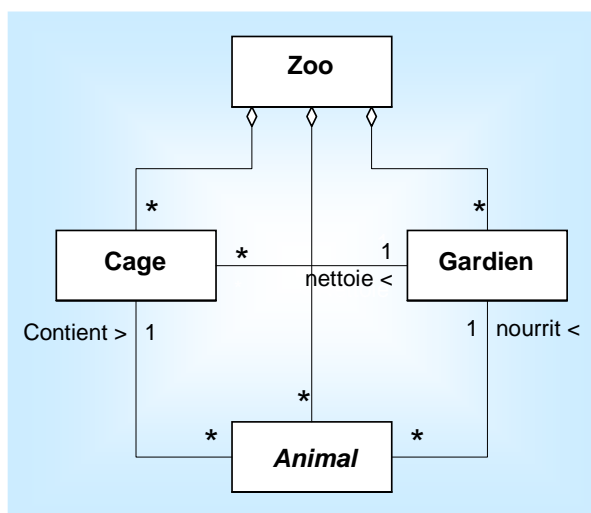 Zoo
* *
Cage * 1 Gardien
nettoie <
Contient > 1 1 nourrit <
*
* *
Animal